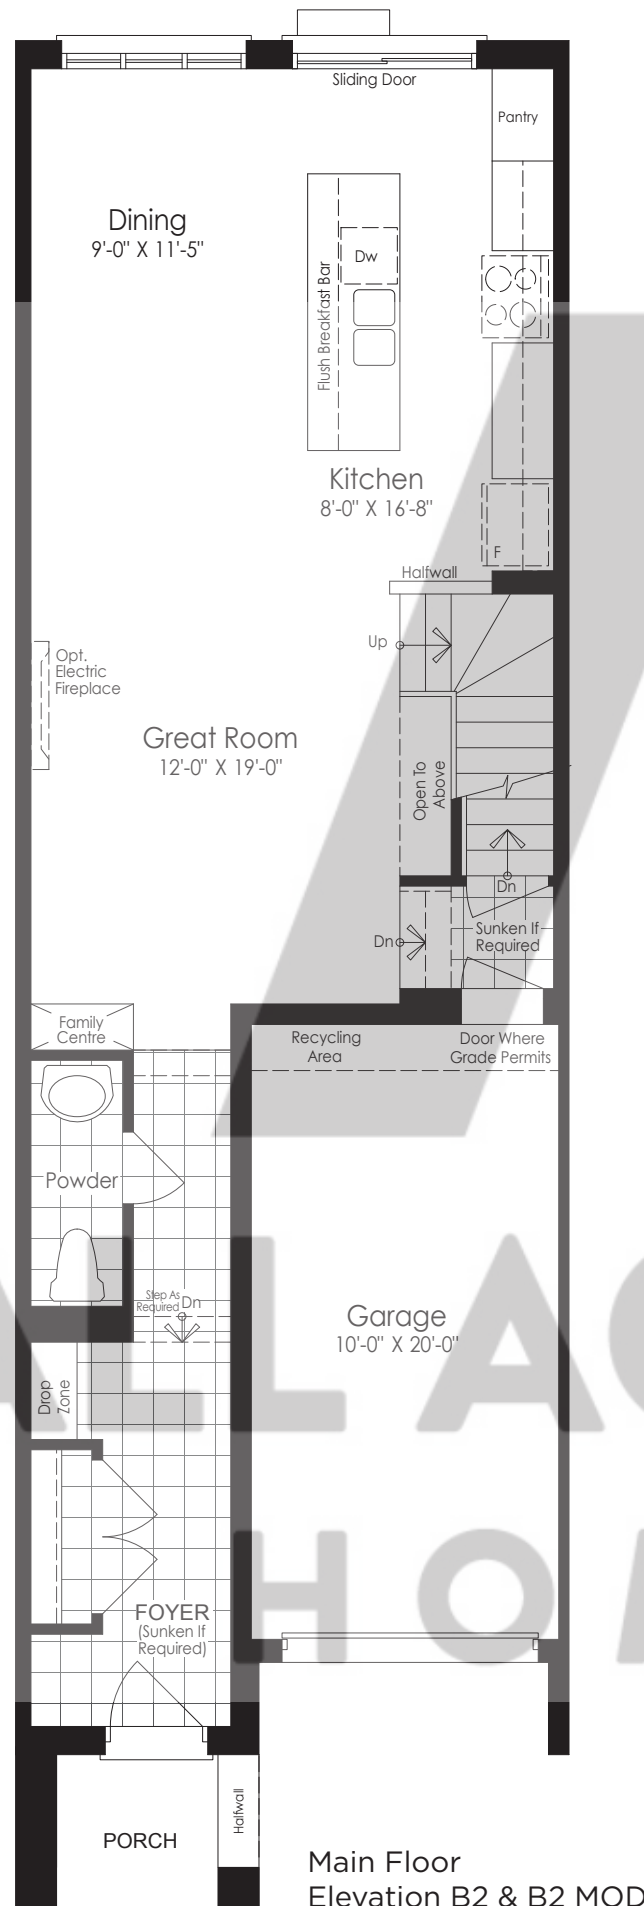 Sliding Door
Pantry
Dining
9'-0" X 11'-5"
Dw
Flush Breakfast Bar
Kitchen
8'-0" X 16'-8"
F
Halfwall
Up
Opt.
Electric
Fireplace
Great Room
12'-0" X 19'-0"
Open To
Above
Dn
Sunken If
Required
Dn
Family
Centre
Recycling
Area
Door Where
Grade Permits
Powder
Step As
Required
Dn
Garage
10'-0" X 20'-0"
Drop
Zone
ALL A
HO
FOYER
(Sunken If
Required)
PORCH
Halfwall
Main Floor
Elevation B2 & B2 MOD